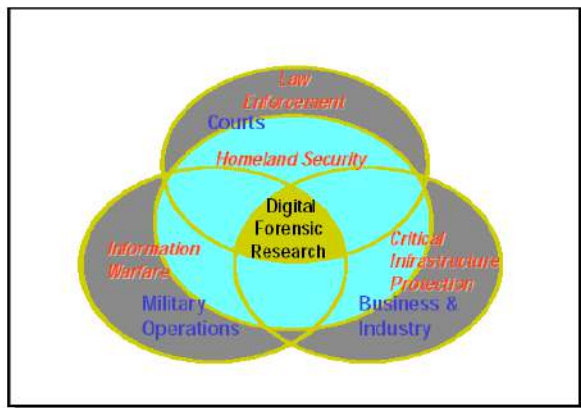 Law
Enforcement
Courts
Homeland Security
Digital
Forensic
Research
Information
Warfare
Critical
Infrastructure
Protection
Military
Operations
Business &
Industry